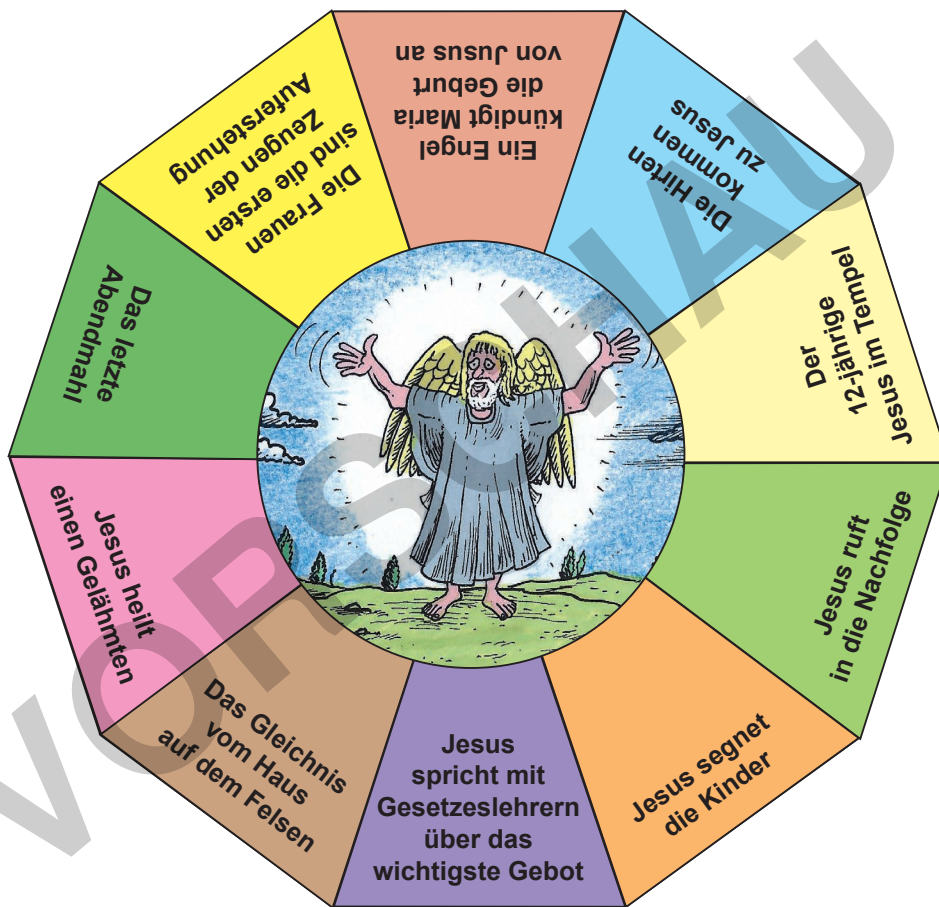 Ein Engel
kündigt Maria
die Geburt
von Jusus an
Die Hirten
kommen
zu Jesus
Der
12-jährige
Jesus im Tempel
Jesus ruft
in die Nachfolge
Jesus segnet
die Kinder
Jesus
spricht mit
Gesetzeslehrern
über das
wichtigste Gebot
Das Gleichnis
vom Haus
auf dem Felsen
Jesus heilt
einen Gelähmten
Das letzte
Abendmahl
Die Frauen
sind die ersten
Zeugen der
Auferstehung
VORSCHAU